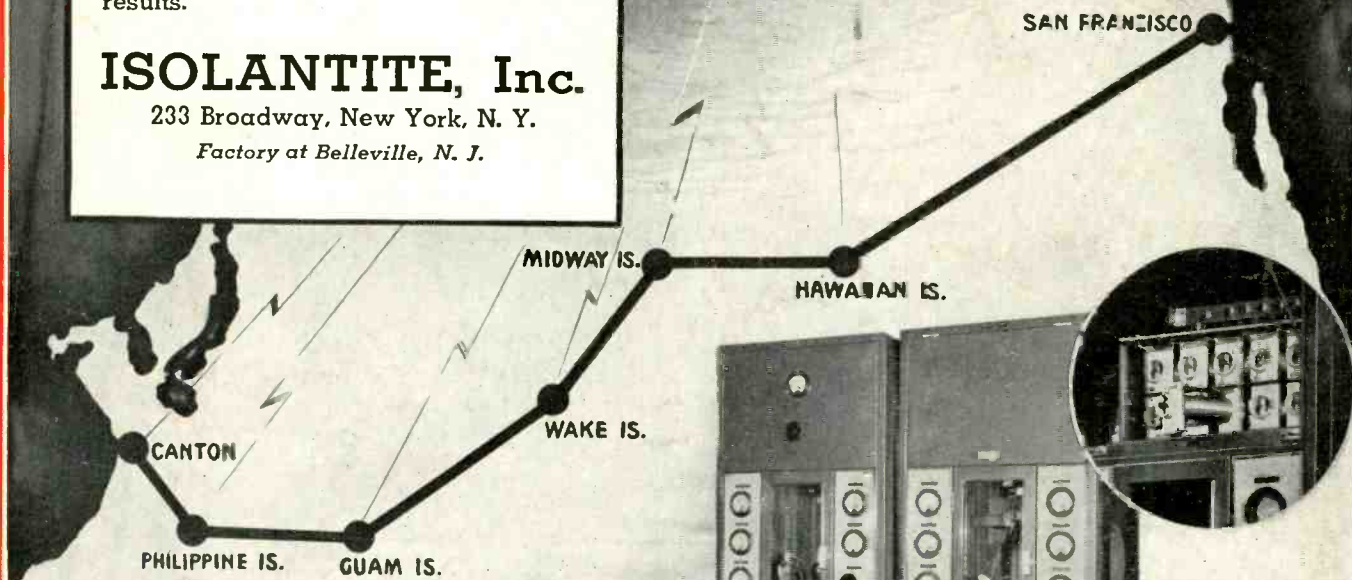 results.
ISOLANTITE, Inc.
233 Broadway, New York, N. Y.
Factory at Belleville, N. J.
SAN FRANCISCO
MIDWAY IS.
HAWAIIAN IS.
WAKE IS.
CANTON
PHILIPPINE IS.
GUAM IS.